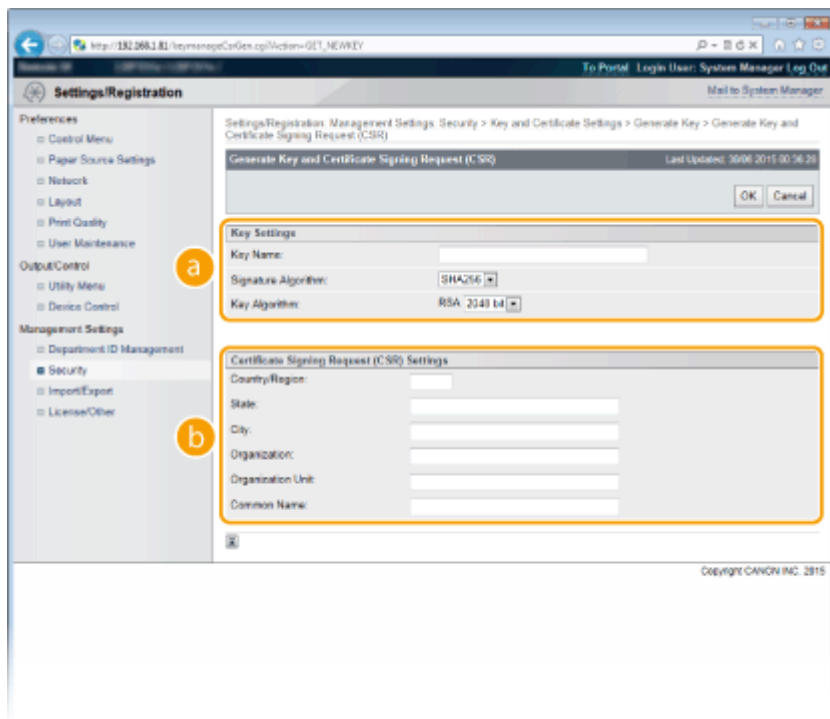 http://192.168.1.81/keymanageCsrGen.cgi?Action=GET_NEWKEY
To Portal Login User: System Manager Log Out
Settings/Registration
Mail to System Manager
Preferences
Control Menu
Paper Source Settings
Network
Layout
Print Quality
User Maintenance
Output/Control
Utility Menu
Device Control
Management Settings
Department ID Management
Security
Import/Export
License/Other
Settings/Registration: Management Settings: Security > Key and Certificate Settings > Generate Key > Generate Key and
Certificate Signing Request (CSR)
Generate Key and Certificate Signing Request (CSR)
Last Updated: 30/06 2015 00:36:28
OK Cancel
a
Key Settings
Key Name:
Signature Algorithm: SHA256
Key Algorithm: RSA 2048 bit
b
Certificate Signing Request (CSR) Settings
Country/Region:
State:
City:
Organization:
Organization Unit:
Common Name:
Copyright CANON INC. 2015